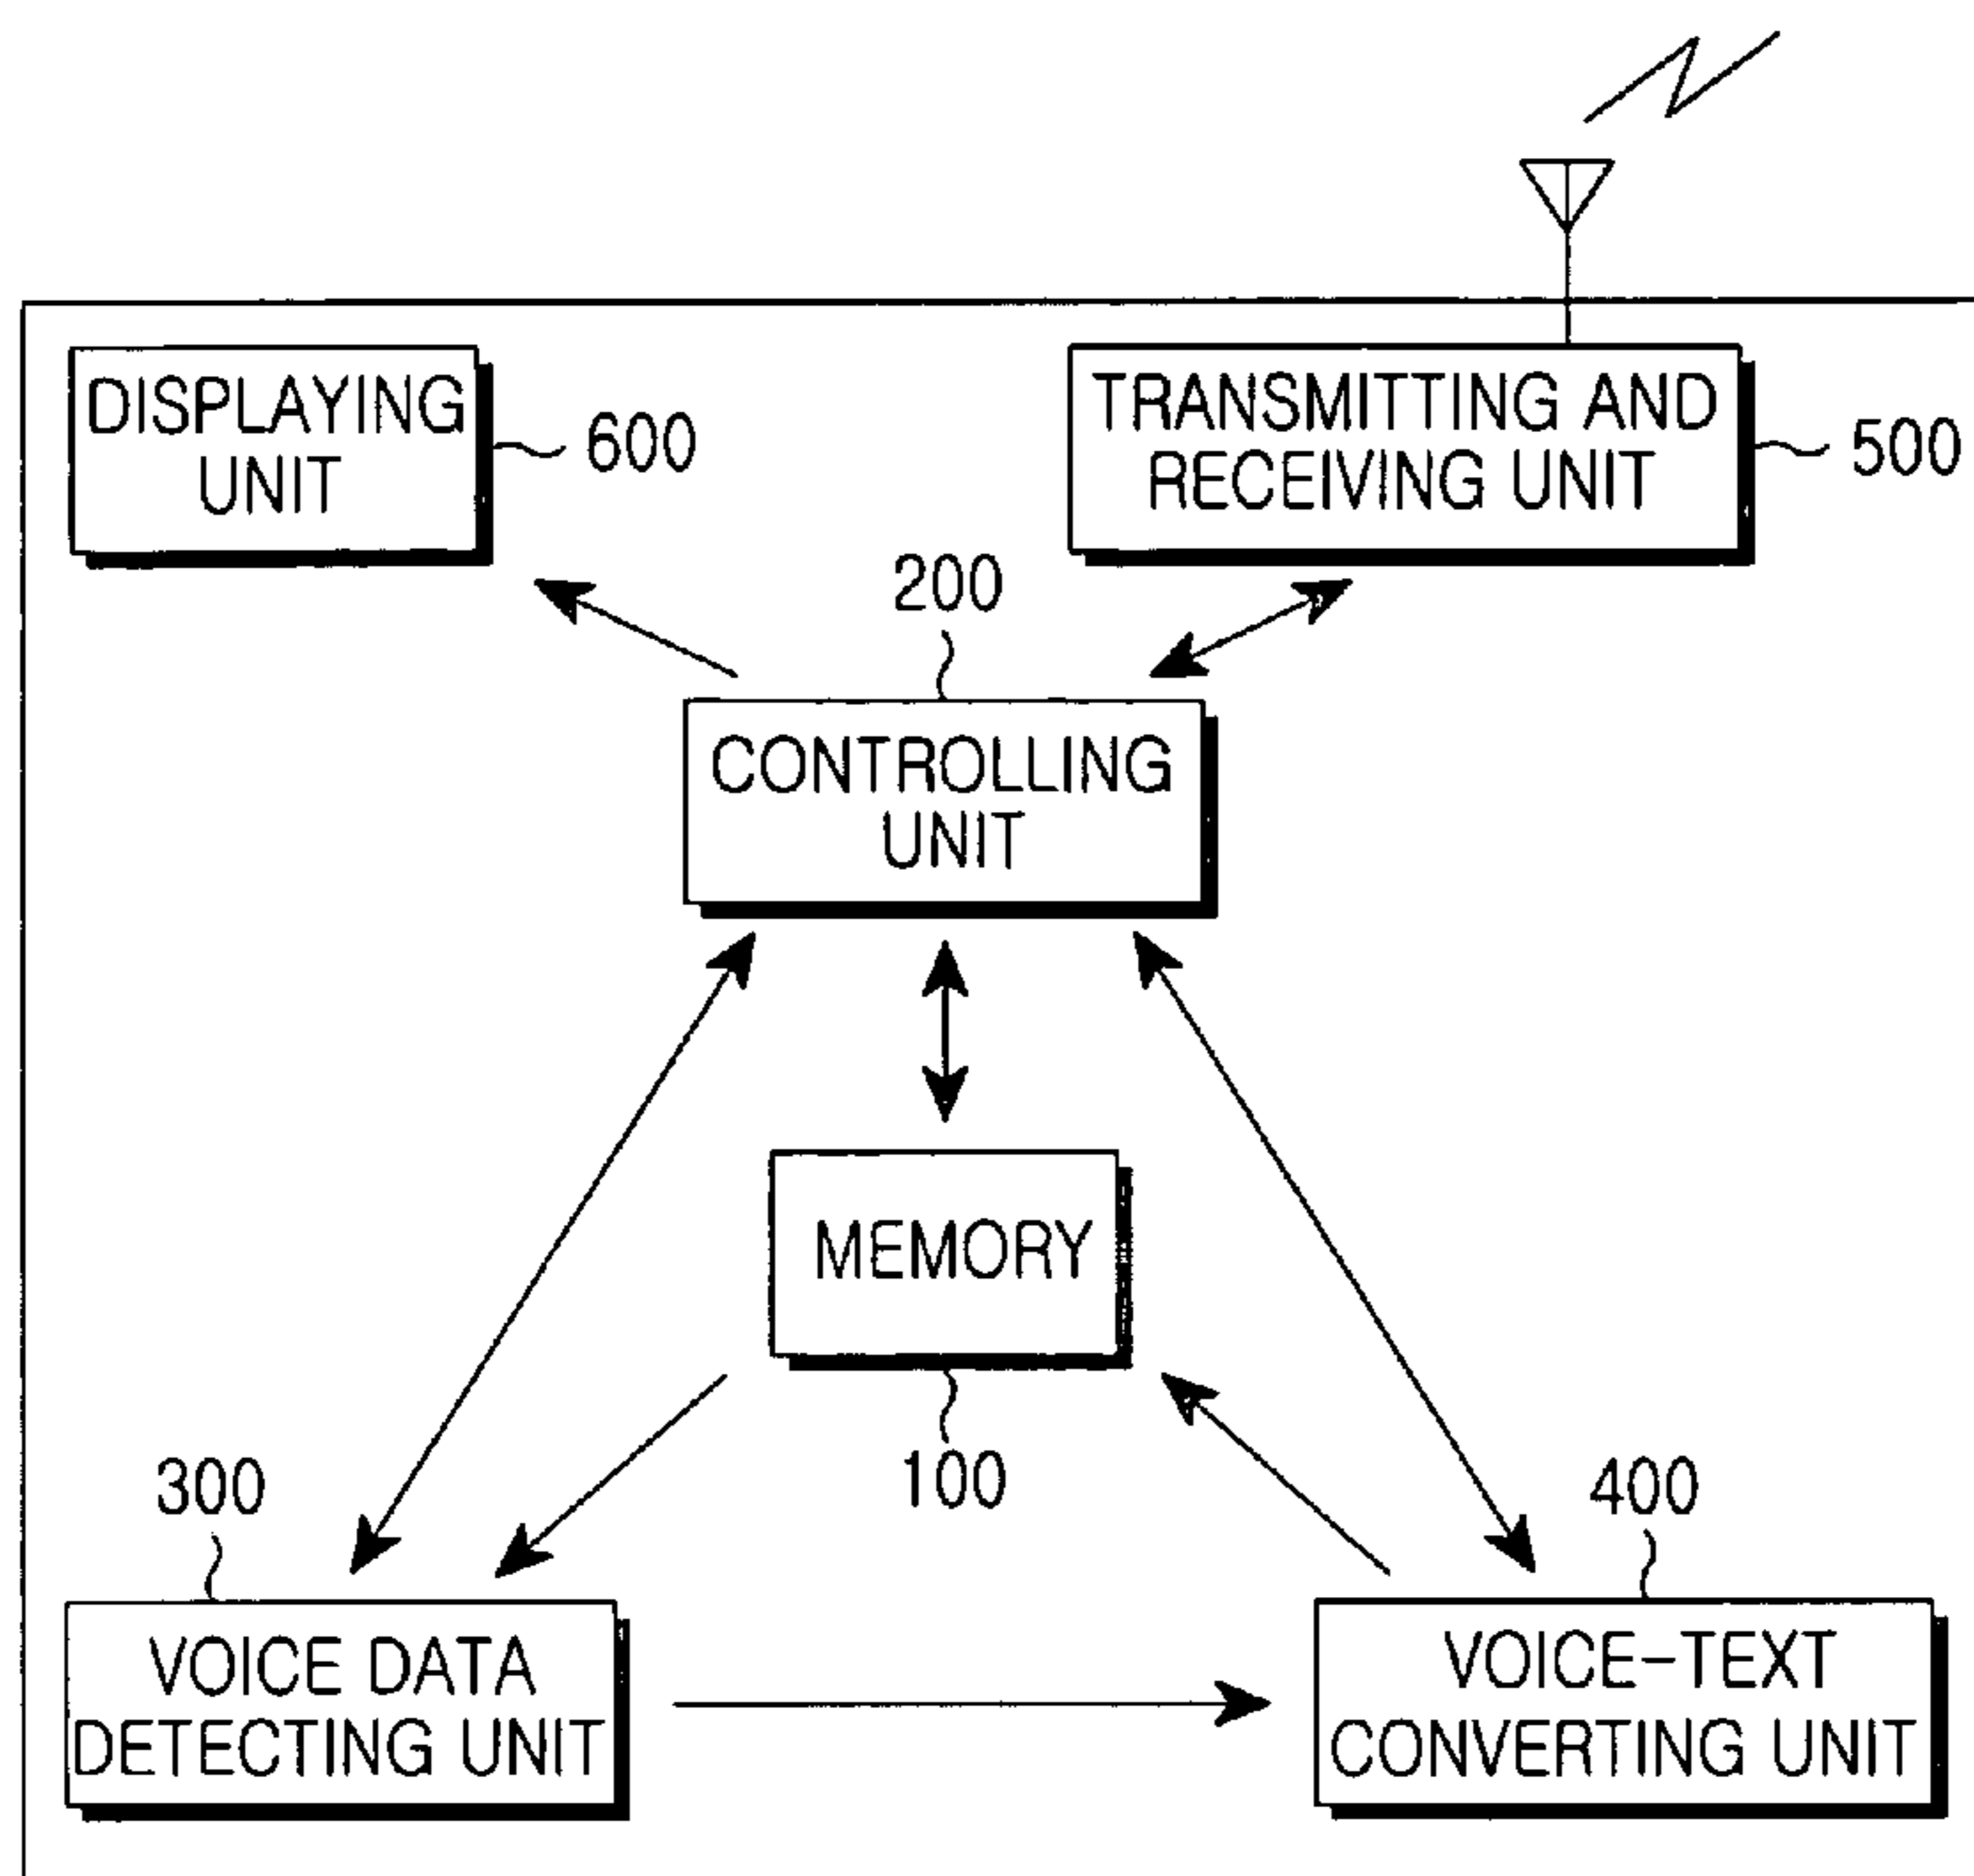 DISPLAYING
UNIT
600
TRANSMITTING AND
RECEIVING UNIT
500
200
CONTROLLING
UNIT
MEMORY
100
300
VOICE DATA
DETECTING UNIT
400
VOICE-TEXT
CONVERTING UNIT